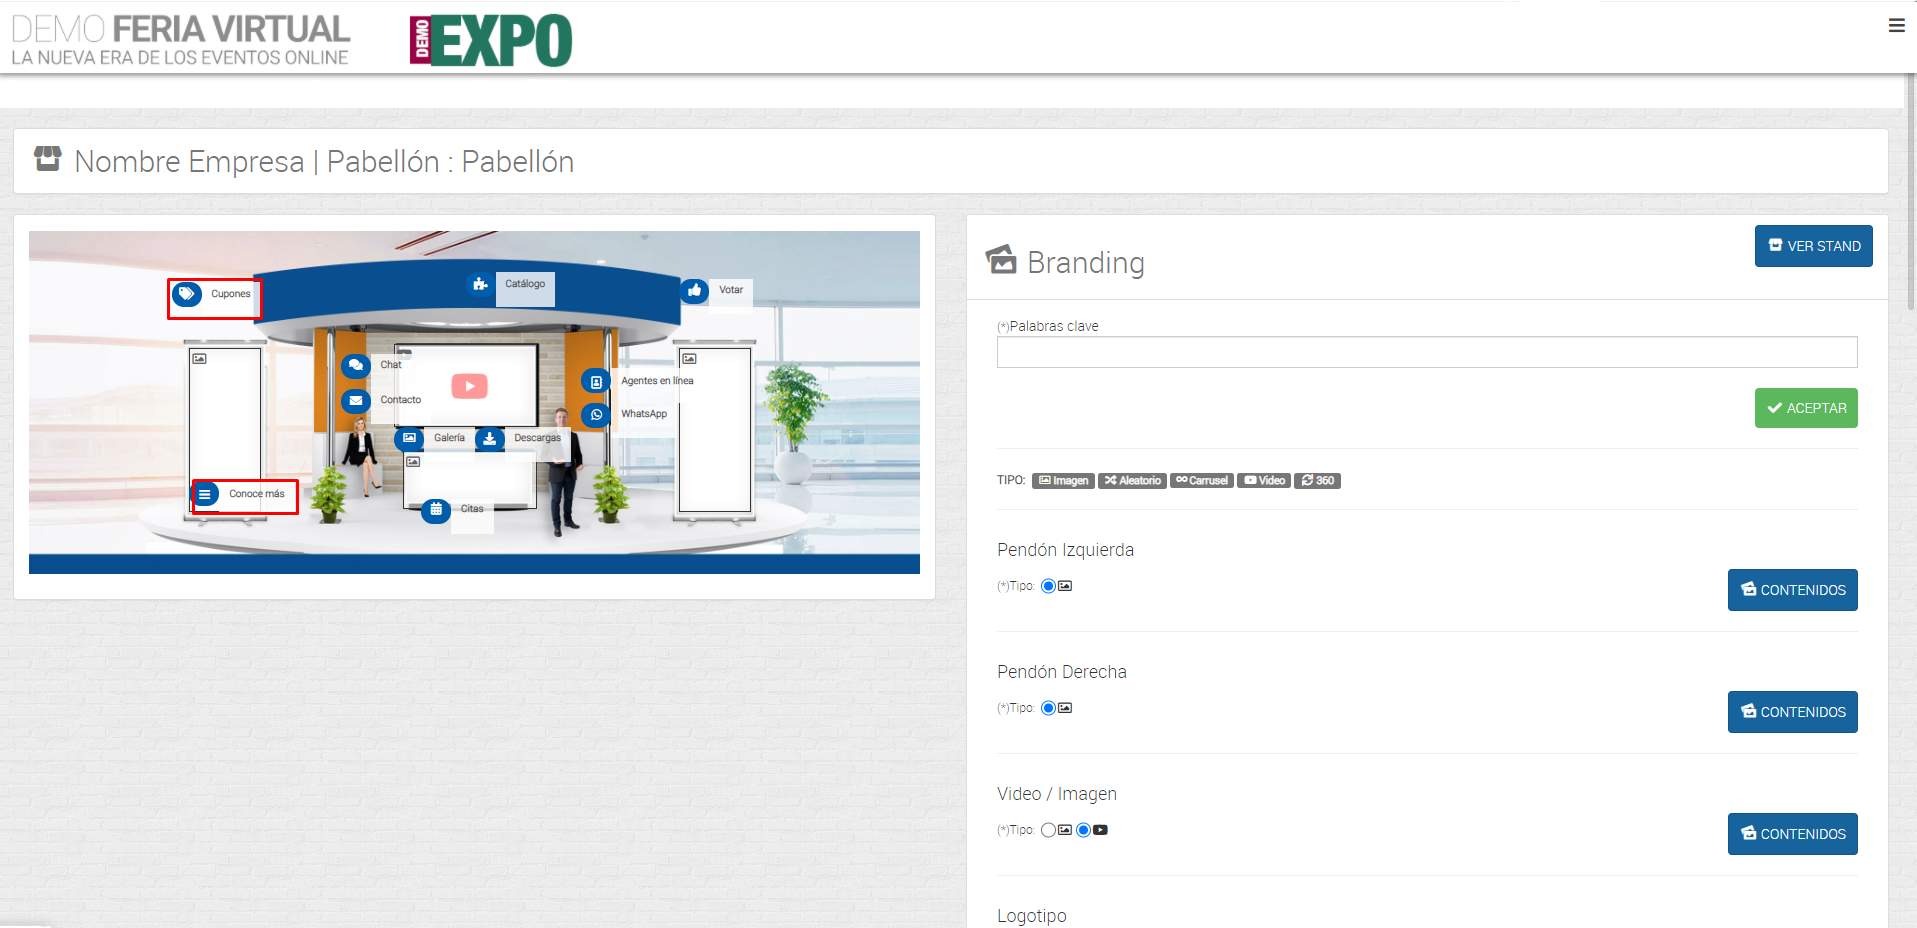 DEMO FERIA VIRTUAL
LA NUEVA ERA DE LOS EVENTOS ONLINE
DEMO EXPO
Nombre Empresa | Pabellón : Pabellón
Cupones
Catálogo
Votar
Chat
Contacto
Agentes en línea
WhatsApp
Galería
Descargas
Conoce más
Citas
Branding
VER STAND
(*)Palabras clave
ACEPTAR
TIPO: Imagen Aleatorio Carrusel Video 360
Pendón Izquierda
(*)Tipo:
CONTENIDOS
Pendón Derecha
(*)Tipo:
CONTENIDOS
Video / Imagen
(*)Tipo:
CONTENIDOS
Logotipo